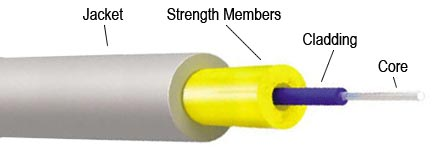 Jacket
Strength Members
Cladding
Core